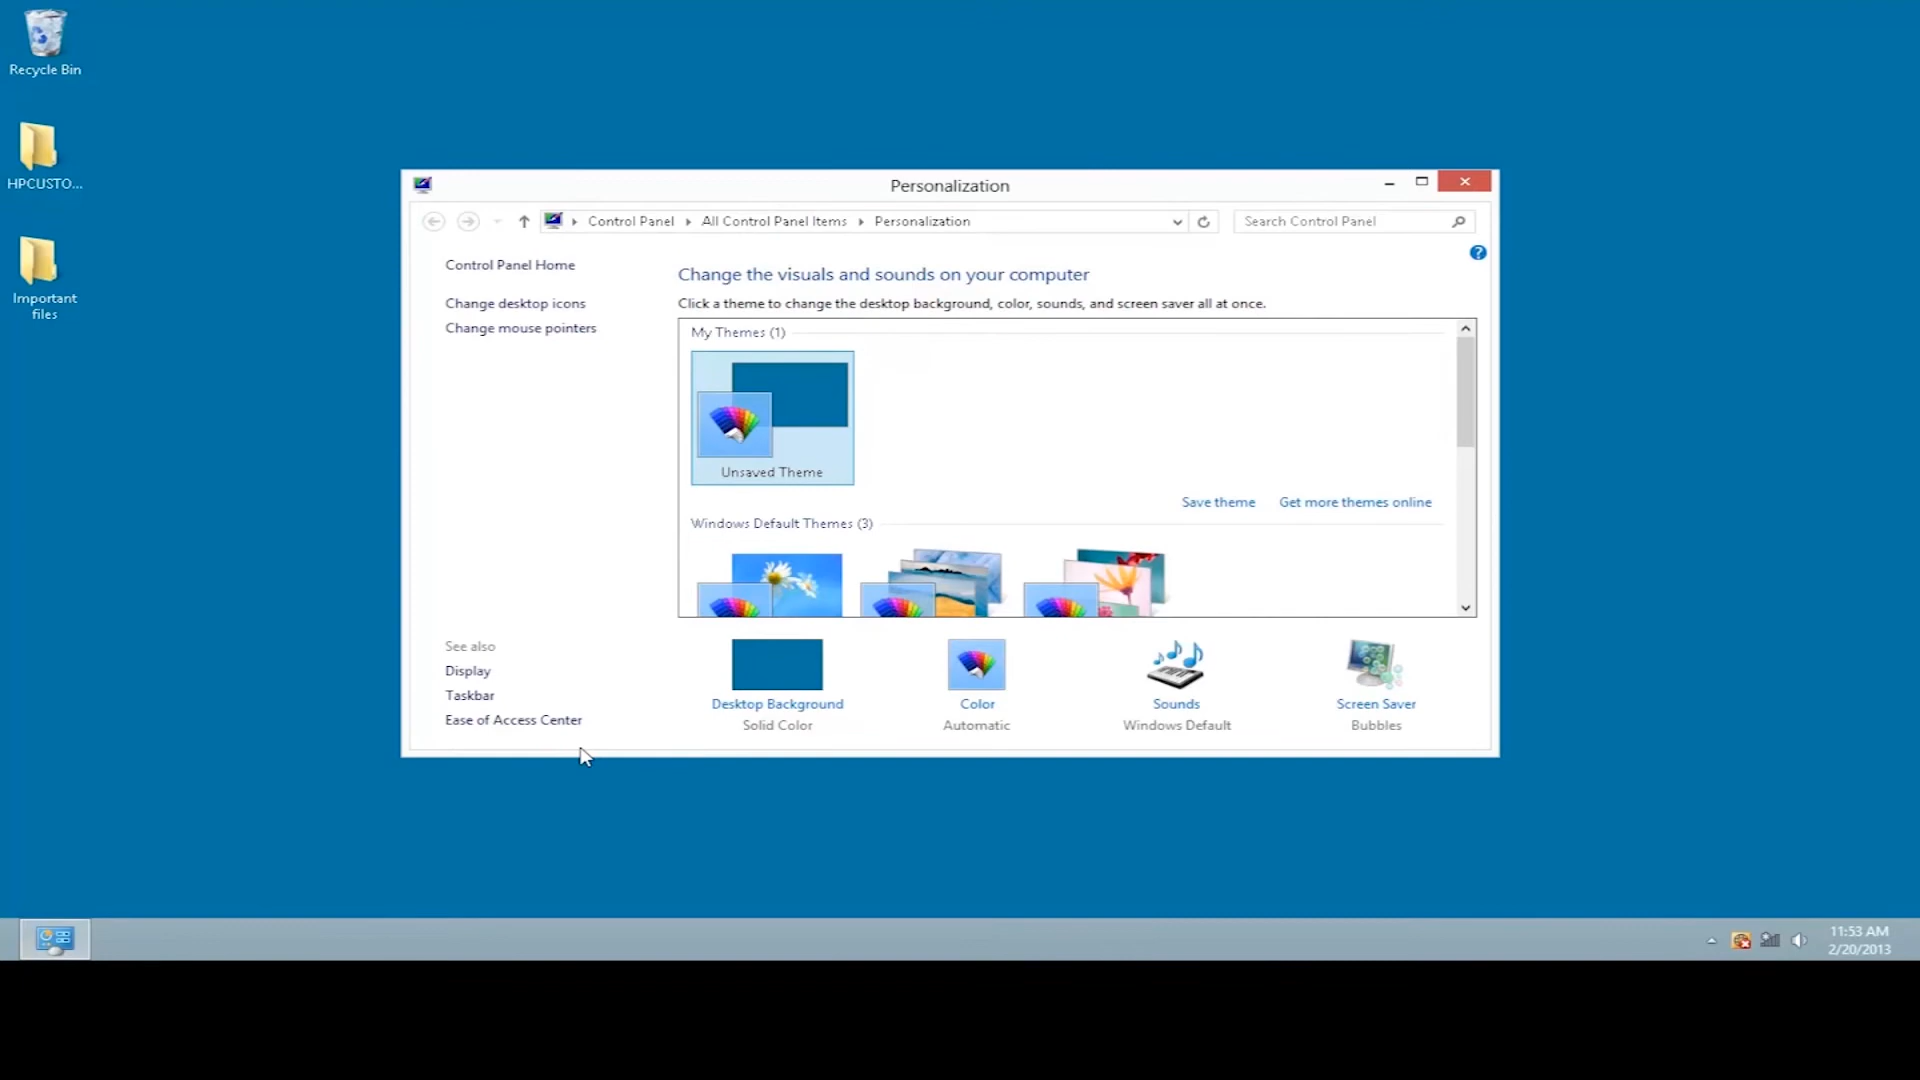 Recycle Bin
HPCUSTO...
Important
files
Personalization
Control Panel
All Control Panel Items
Personalization
Search Control Panel
Control Panel Home
Change desktop icons
Change mouse pointers
Change the visuals and sounds on your computer
Click a theme to change the desktop background, color, sounds, and screen saver all at once.
My Themes (1)
Unsaved Theme
Save theme
Get more themes online
Windows Default Themes (3)
See also
Display
Taskbar
Ease of Access Center
Desktop Background
Solid Color
Color
Automatic
Sounds
Windows Default
Screen Saver
Bubbles
11:53 AM
2/20/2013